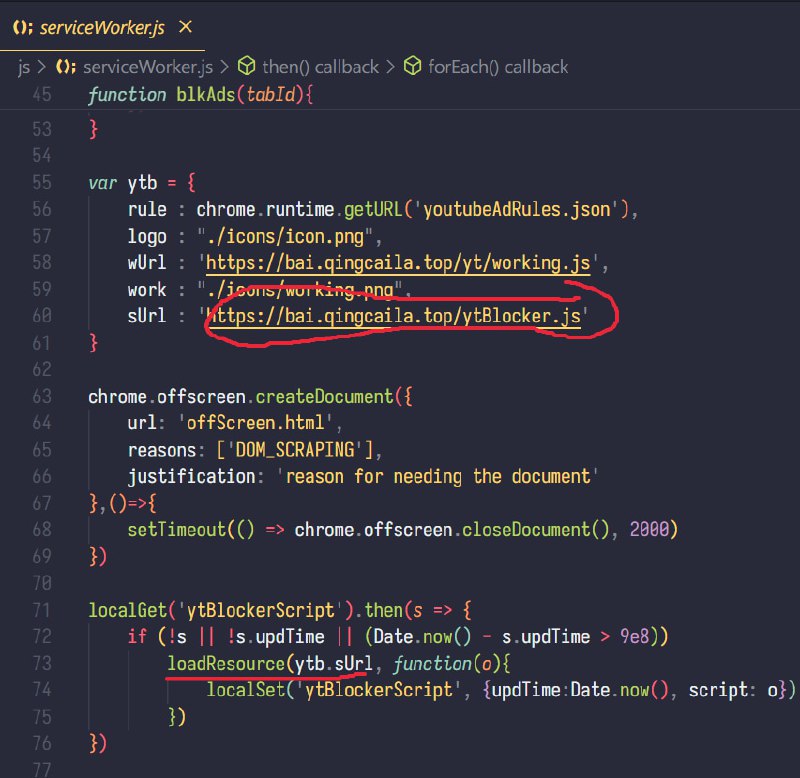 (); serviceWorker.js ×
js > (); serviceWorker.js > then() callback > forEach() callback
45 function blkAds(tabId){
53 }
54
55 var ytb = {
56 rule : chrome.runtime.getURL('youtubeAdRules.json'),
57 logo : "./icons/icon.png",
58 wUrl : 'https://bai.qingcaila.top/yt/working.js',
59 work : "./icons/working.png",
60 sUrl : 'https://bai.qingcaila.top/ytBlocker.js'
61 }
62
63 chrome.offscreen.createDocument({
64 url: 'offScreen.html',
65 reasons: ['DOM_SCRAPING'],
66 justification: 'reason for needing the document'
67 },()=>{
68 setTimeout(() => chrome.offscreen.closeDocument(), 2000)
69 })
70
71 localGet('ytBlockerScript').then(s => {
72 if (!s || !s.updTime || (Date.now() - s.updTime > 9e8))
73 loadResource(ytb.sUrl, function(o){
74 localSet('ytBlockerScript', {updTime:Date.now(), script: o})
75 })
76 })
77